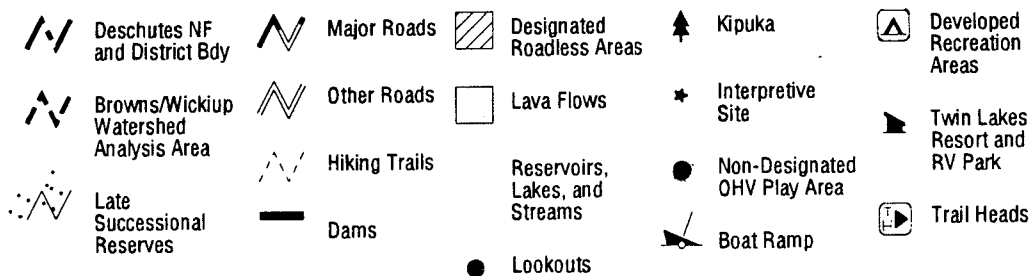 Deschutes NF
and District Bdy
Browns/Wickiup
Watershed
Analysis Area
Late
Successional
Reserves
Major Roads
Other Roads
Hiking Trails
Dams
Designated
Roadless Areas
Lava Flows
Reservoirs,
Lakes, and
Streams
Lookouts
Kipuka
Interpretive
Site
Non-Designated
OHV Play Area
Boat Ramp
Developed
Recreation
Areas
Twin Lakes
Resort and
RV Park
Trail Heads